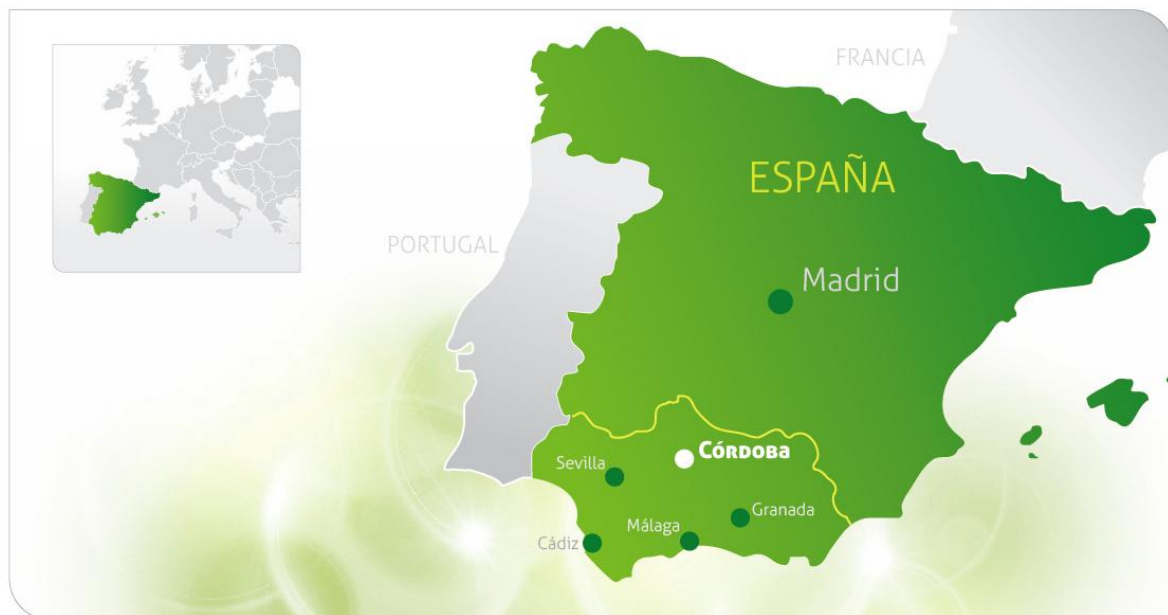 FRANCIA
ESPAÑA
PORTUGAL
Madrid
CÓRDOBA
Sevilla
Granada
Málaga
Cádiz